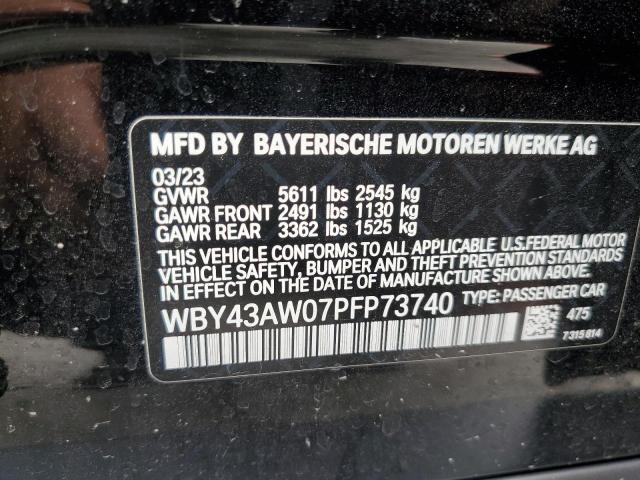 MFD BY BAYERISCHE MOTOREN WERKE AG
03/23
GVWR 5611 lbs 2545 kg
GAWR FRONT 2491 lbs 1130 kg
GAWR REAR 3362 lbs 1525 kg
THIS VEHICLE CONFORMS TO ALL APPLICABLE U.S.FEDERAL MOTOR
VEHICLE SAFETY, BUMPER, AND THEFT PREVENTION STANDARDS
IN EFFECT ON THE DATE OF MANUFACTURE SHOWN ABOVE.
WBY43AW07PFP73740 TYPE: PASSENGER CAR
475
7315814